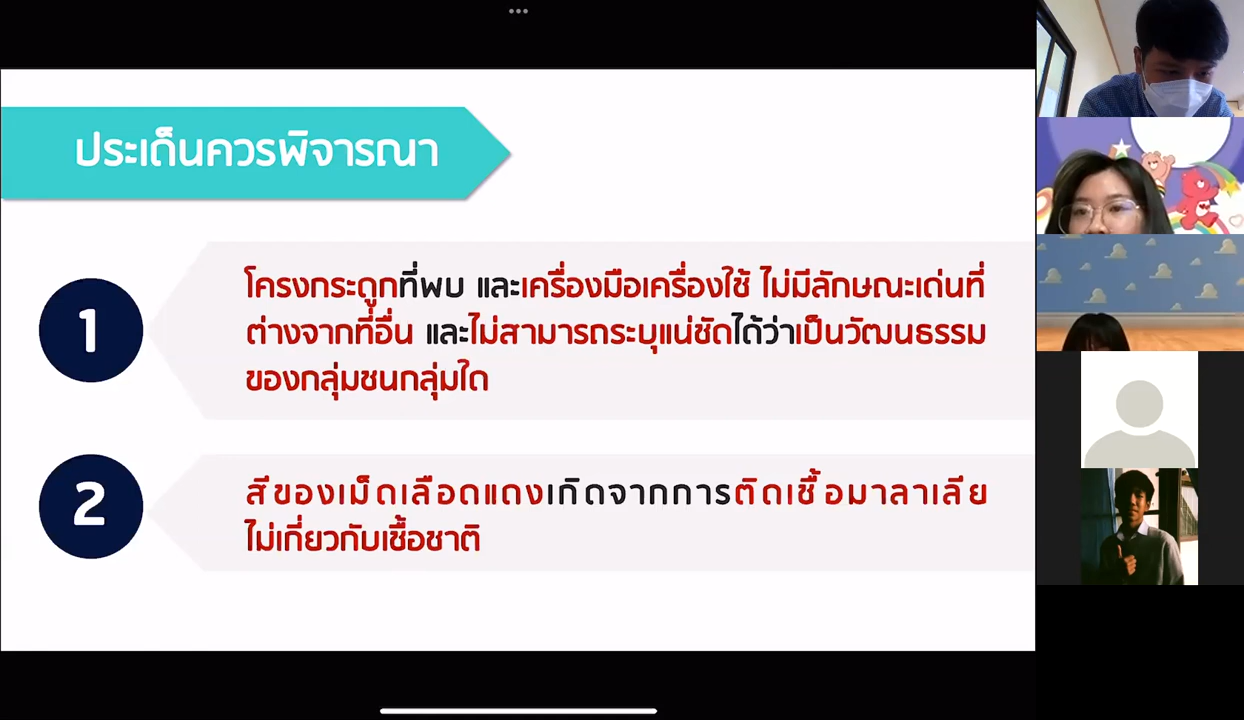 ประเด็นควรพิจารณา
1
โครงกระดูกที่พบ และเครื่องมือเครื่องใช้ ไม่มีลักษณะเด่นที่
ต่างจากที่อื่น และไม่สามารถระบุแน่ชัดได้ว่าเป็นวัฒนธรรม
ของกลุ่มชนกลุ่มใด
2
สีของเม็ดเลือดแดงเกิดจากการติดเชื้อมาลาเลีย
ไม่เกี่ยวกับเชื้อชาติ